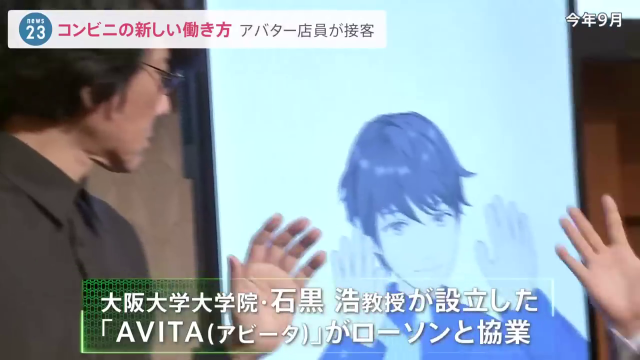 news
23
コンビニの新しい働き方 アバター店員が接客
今年9月
大阪大学大学院・石黒 浩教授が設立した
「AVITA(アビータ)」がローソンと協業